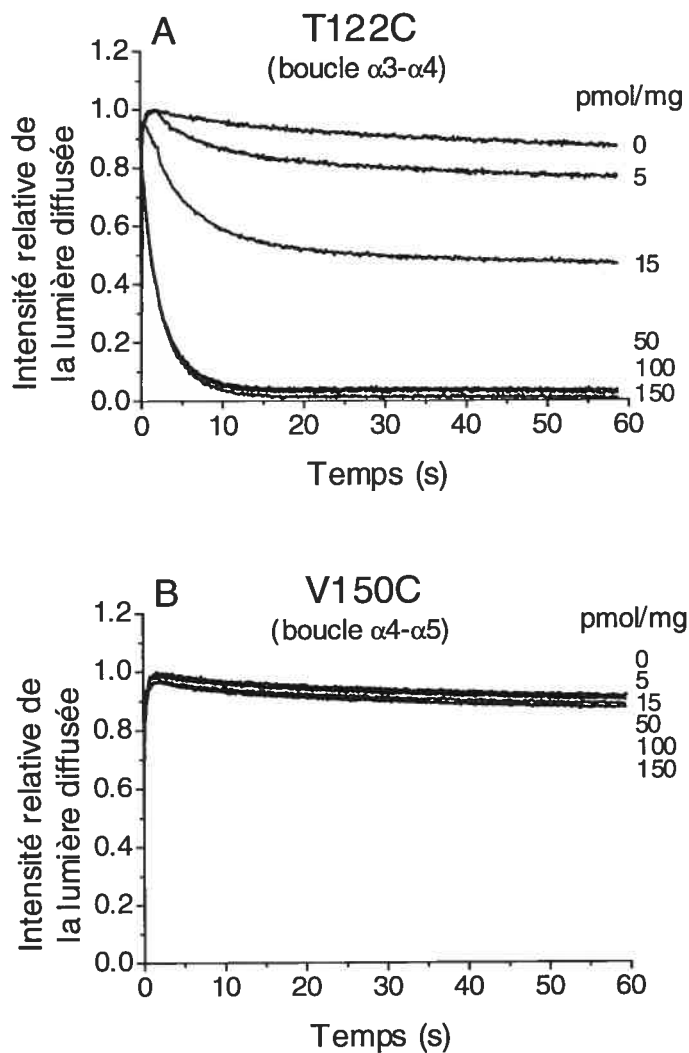 A
T122C
(boucle α3-α4)
pmol/mg
1.2
1.0
0.8
0.6
0.4
0.2
0.0
Intensité relative de
la lumière diffusée
0
5
15
50
100
150
0 10 20 30 40 50 60
Temps (s)
B
V150C
(boucle α4-α5)
pmol/mg
1.2
1.0
0.8
0.6
0.4
0.2
0.0
Intensité relative de
la lumière diffusée
0
5
15
50
100
150
0 10 20 30 40 50 60
Temps (s)